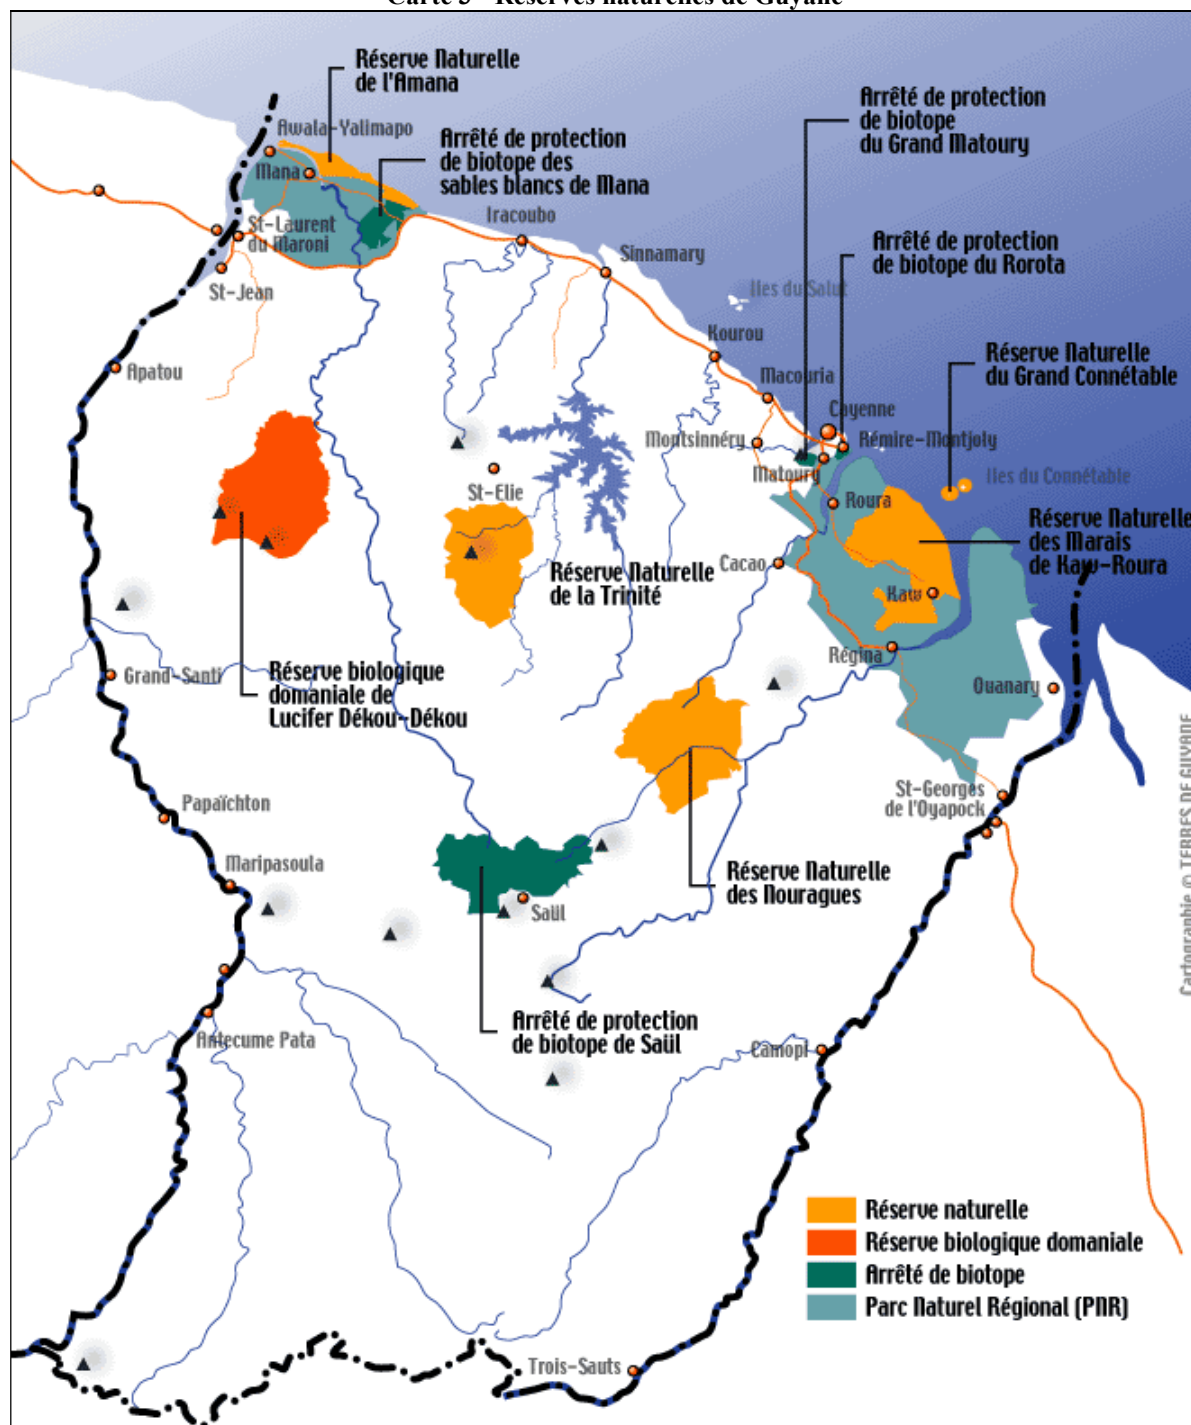 Carte 3 - Réserves naturelles de Guyane
Réserve Naturelle
de l'Amana
Awala-Yalimapo
Mana
Arrêté de protection
de biotope des
sables blancs de Mana
Arrêté de protection
de biotope
du Grand Matoury
St-Laurent
du Maroni
St-Jean
Iracoubo
Sinnamary
Arrêté de protection
de biotope du Rorota
Iles du Salut
Kourou
Apatou
Réserve Naturelle
du Grand Connétable
Macouria
Cayenne
Montsinnéry
Rémire-Montjoly
Matoury
Iles du Connétable
St-Elie
Roura
Réserve Naturelle
des Marais
de Kaw-Roura
Réserve Naturelle
de la Trinité
Cacao
Kaw
Régina
Grand-Santi
Réserve biologique
domaniale de
Lucifer Dékou-Dékou
Ouanary
St-Georges
de l'Oyapock
Papaïchton
Maripasoula
Réserve Naturelle
des Nouragues
Saül
Cartographie © TERRES DE GUYANE
Arrêté de protection
de biotope de Saül
Antecume Pata
Camopi
Réserve naturelle
Réserve biologique domaniale
Arrêté de biotope
Parc Naturel Régional (PNR)
Trois-Sauts